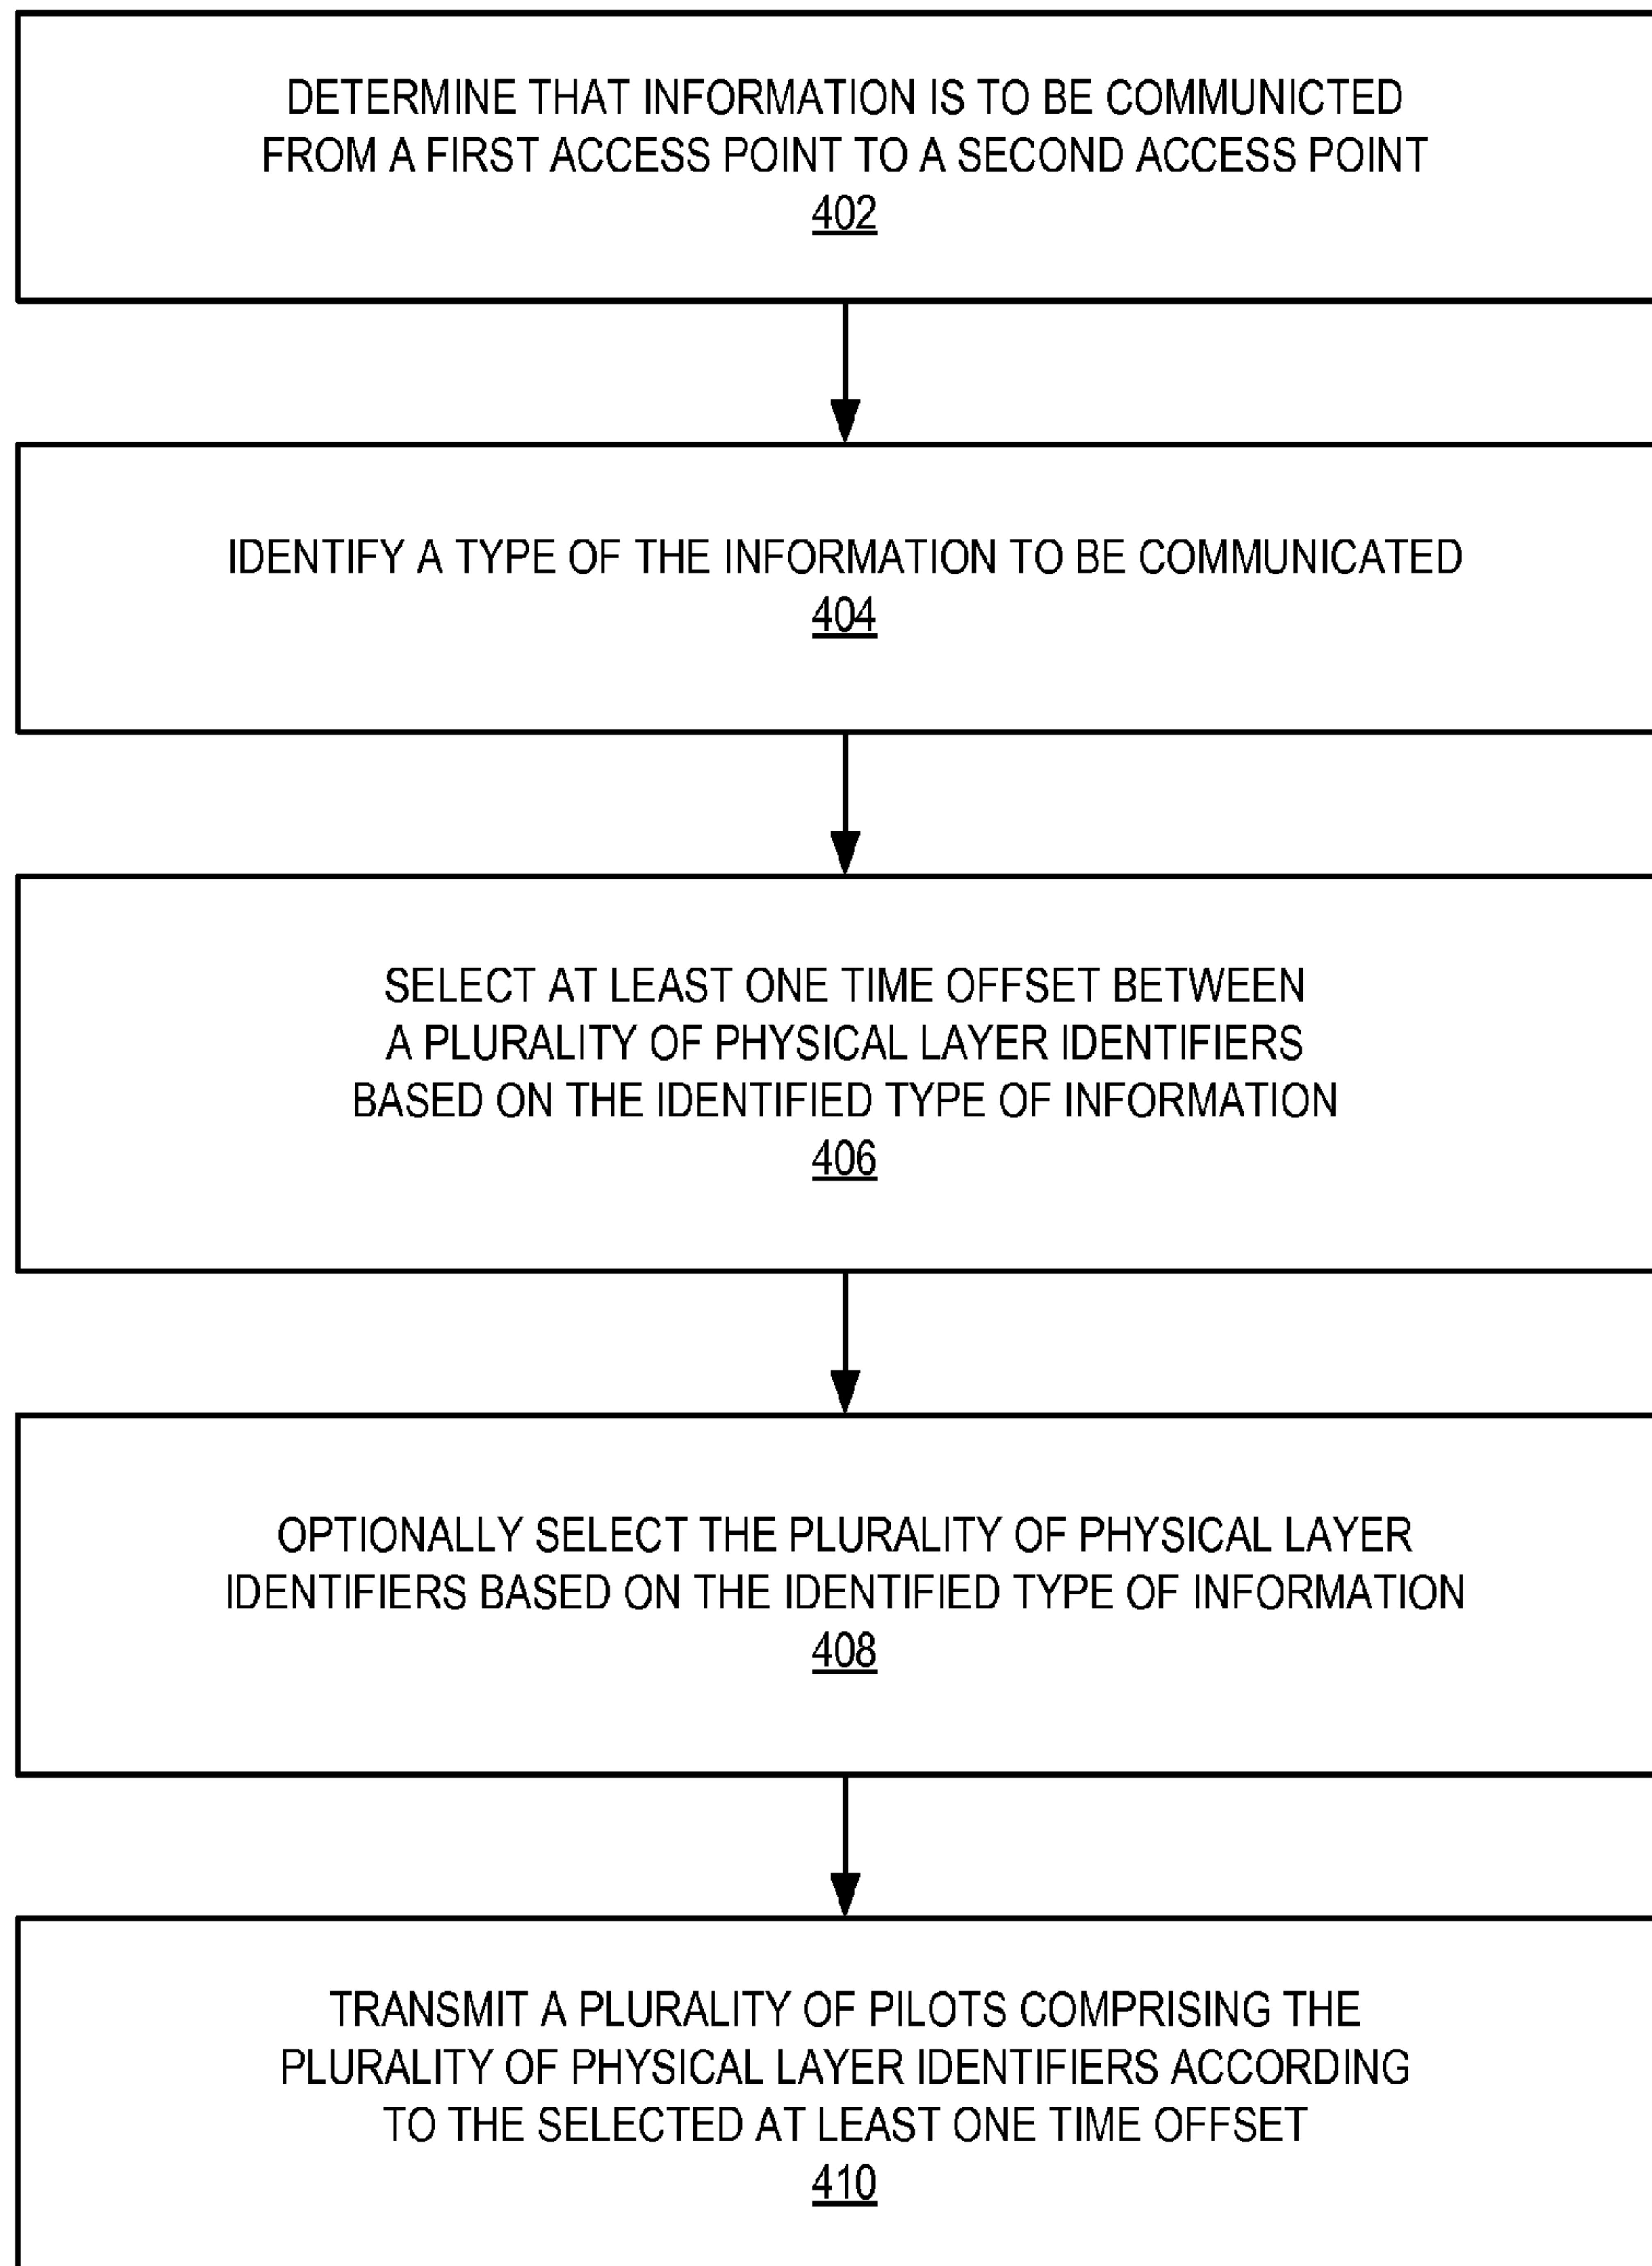 DETERMINE THAT INFORMATION IS TO BE COMMUNICTED
FROM A FIRST ACCESS POINT TO A SECOND ACCESS POINT
402
IDENTIFY A TYPE OF THE INFORMATION TO BE COMMUNICATED
404
SELECT AT LEAST ONE TIME OFFSET BETWEEN
A PLURALITY OF PHYSICAL LAYER IDENTIFIERS
BASED ON THE IDENTIFIED TYPE OF INFORMATION
406
OPTIONALLY SELECT THE PLURALITY OF PHYSICAL LAYER
IDENTIFIERS BASED ON THE IDENTIFIED TYPE OF INFORMATION
408
TRANSMIT A PLURALITY OF PILOTS COMPRISING THE
PLURALITY OF PHYSICAL LAYER IDENTIFIERS ACCORDING
TO THE SELECTED AT LEAST ONE TIME OFFSET
410